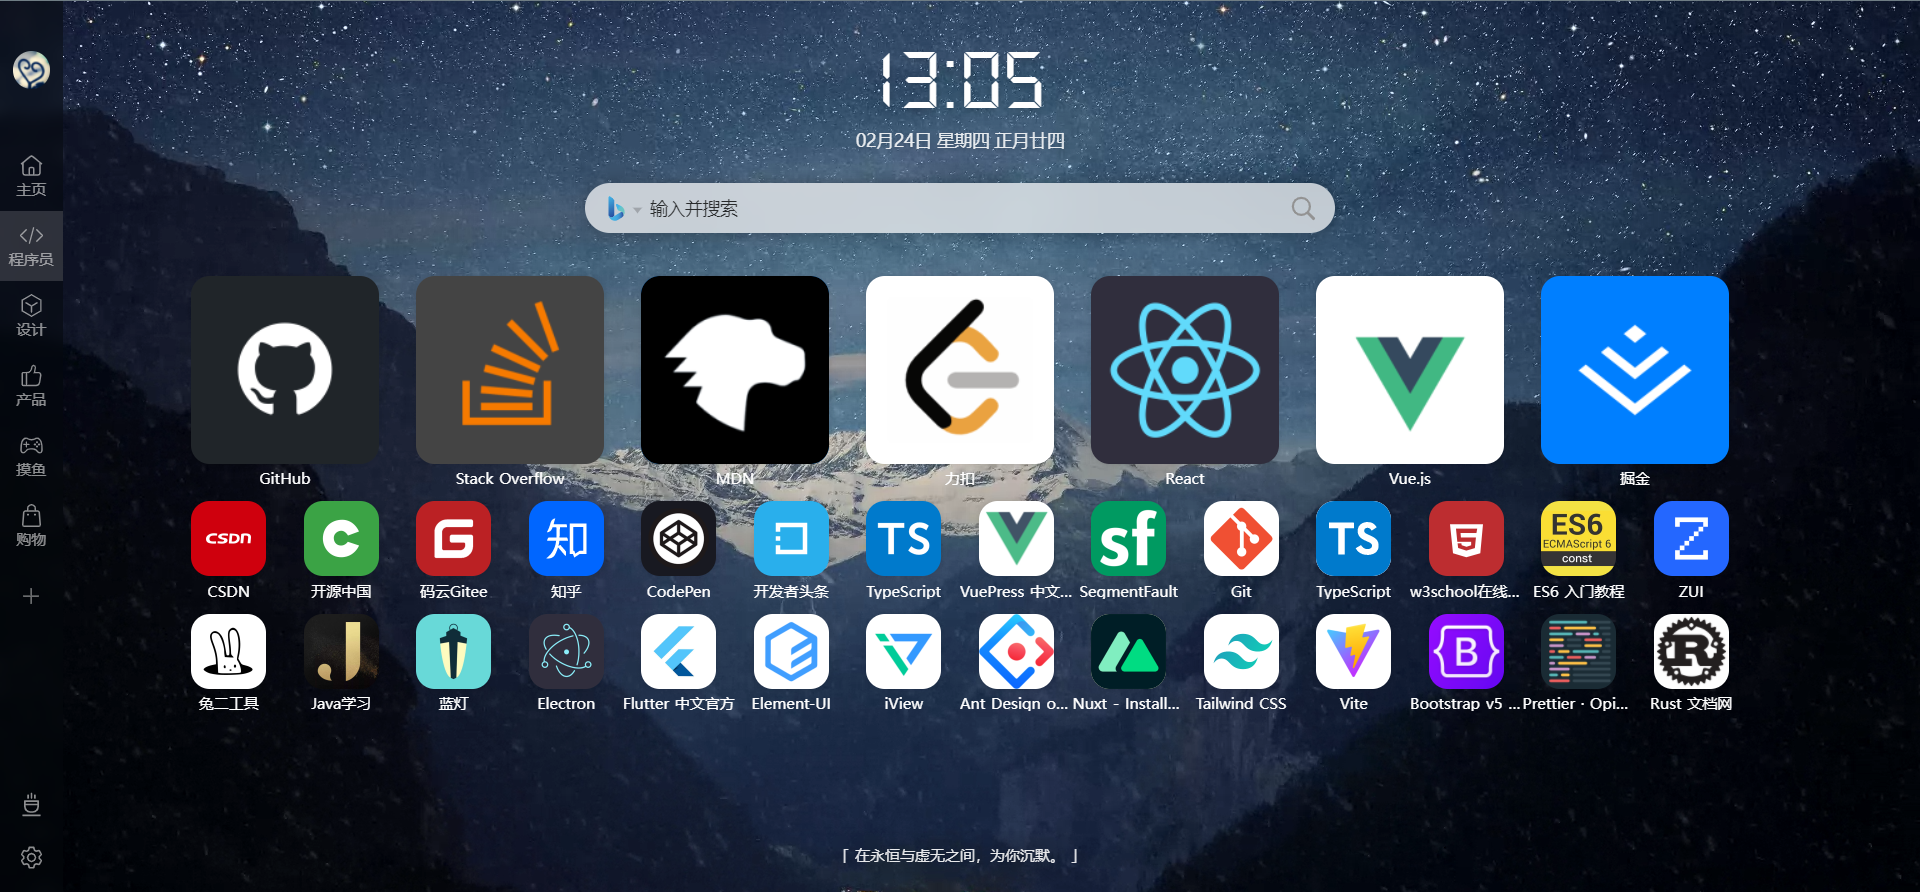 13:05
02月24日 星期四 正月廿四
输入并搜索
主页
程序员
设计
产品
摸鱼
购物
GitHub
Stack Overflow
MDN
力扣
React
Vue.js
掘金
CSDN
知
TS
sf
TS
5
ES6
ECMAScript 6
const
CSDN
开源中国
码云Gitee
知乎
CodePen
开发者头条
TypeScript
VuePress 中文...
SegmentFault
Git
TypeScript
w3school在线...
ES6 入门教程
ZUI
B
R
兔二工具
Java学习
蓝灯
Electron
Flutter 中文官方
Element-UI
iView
Ant Design o...
Nuxt - Install...
Tailwind CSS
Vite
Bootstrap v5 ...
Prettier · Opi...
Rust 文档网
「 在永恒与虚无之间，为你沉默。 」